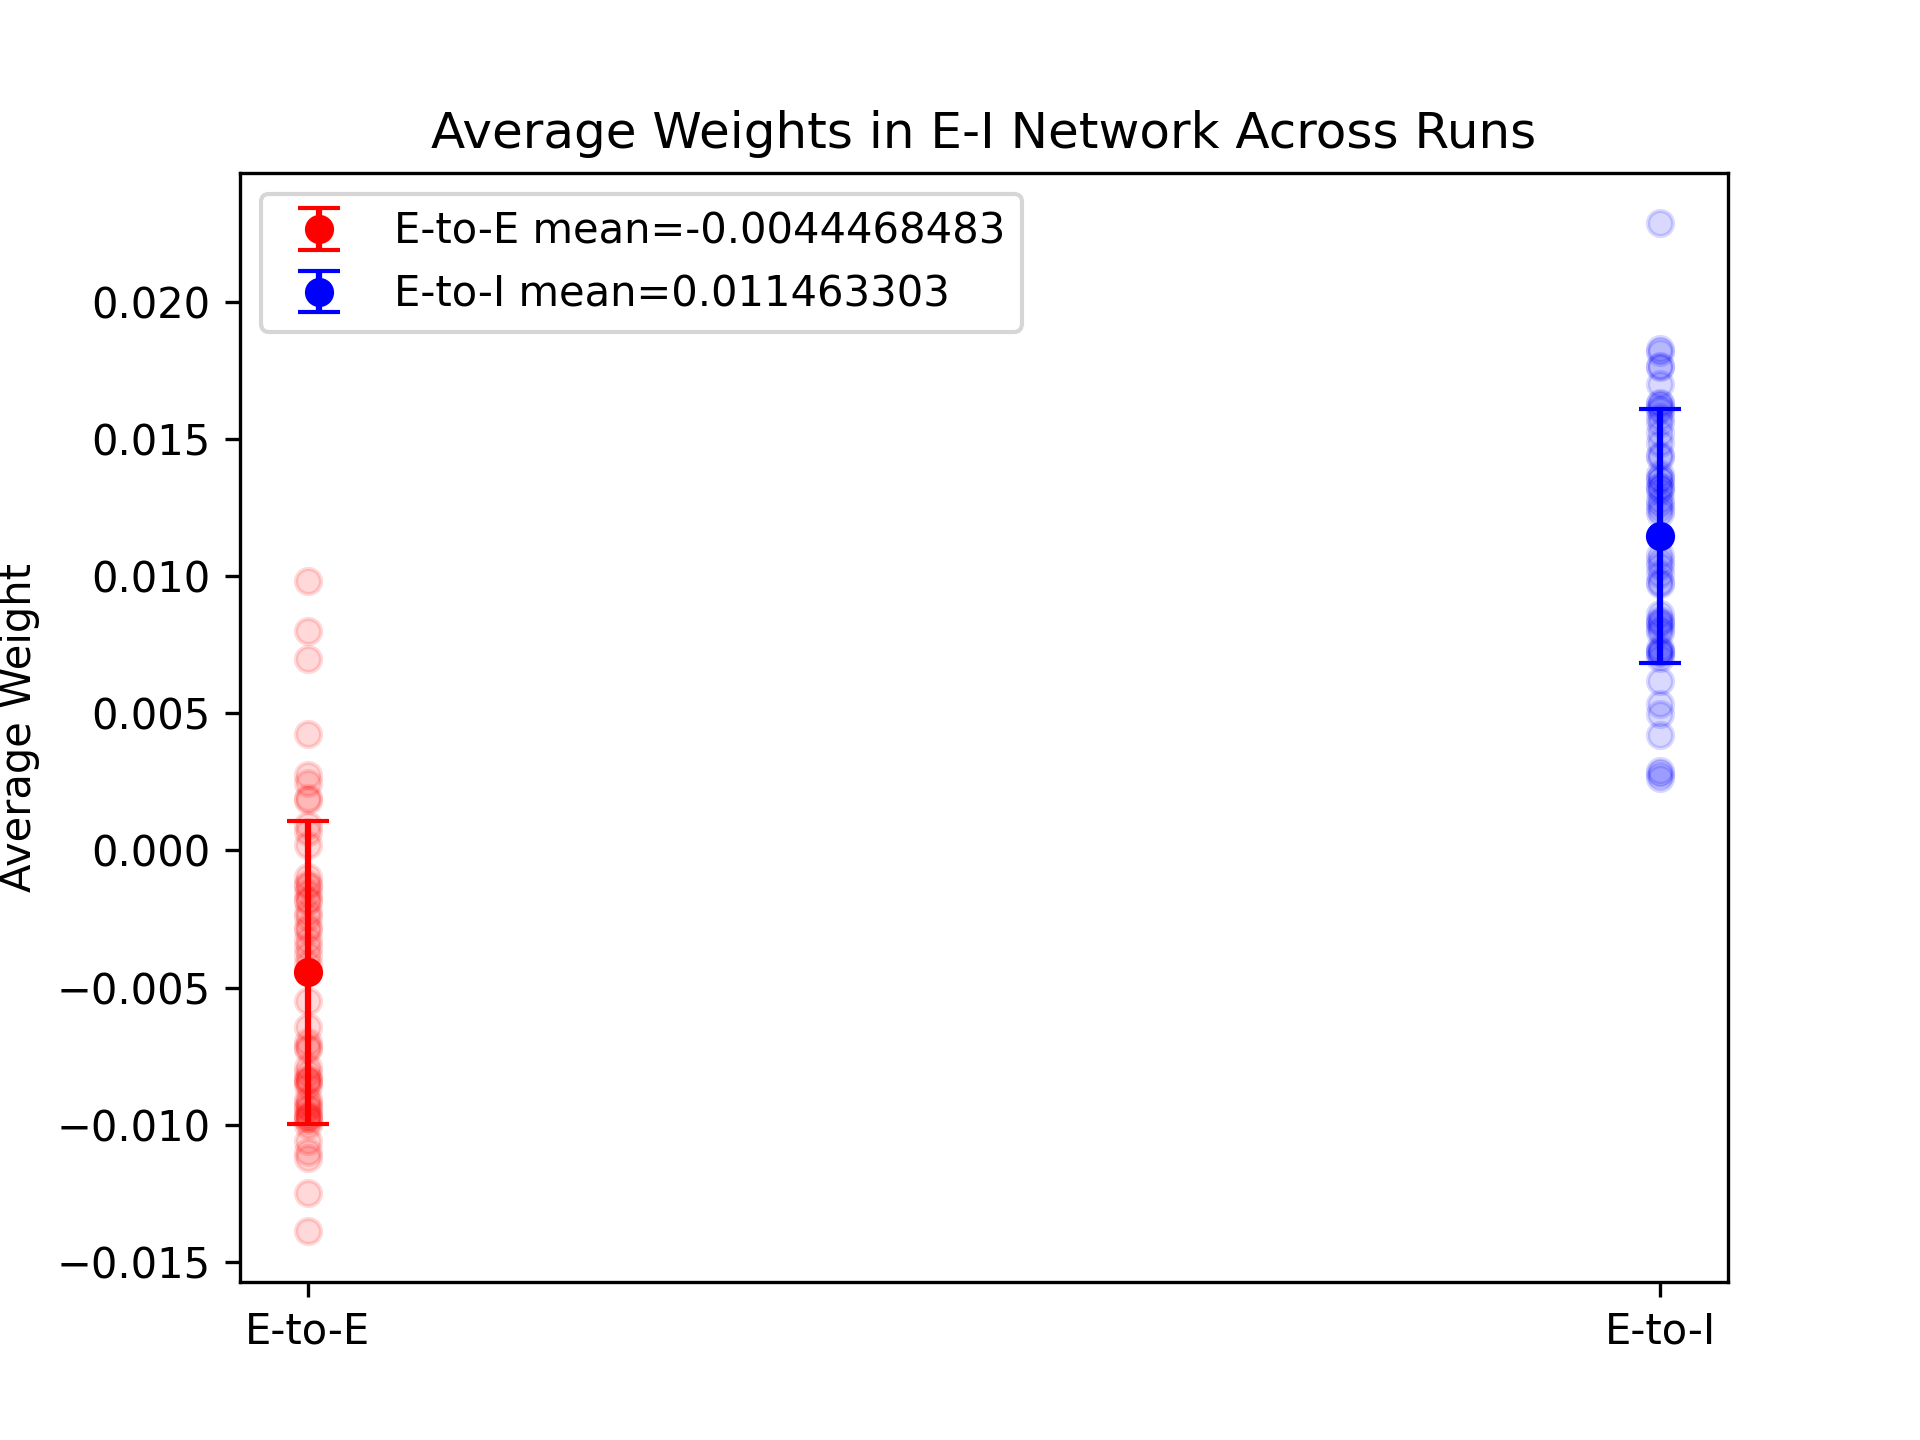 Average Weights in E-I Network Across Runs
E-to-E mean=-0.0044468483
E-to-I mean=0.011463303
Average Weight
0.020
0.015
0.010
0.005
0.000
−0.005
−0.010
−0.015
E-to-E
E-to-I